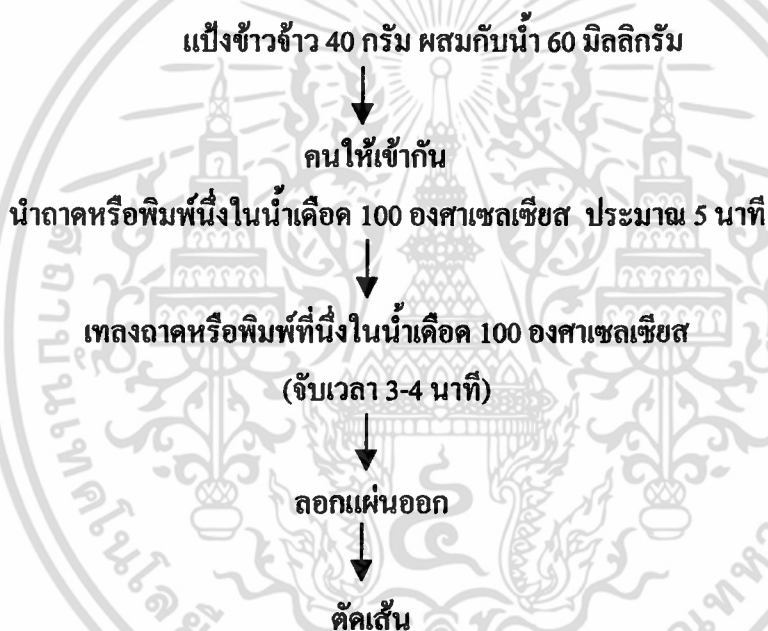 แป้งข้าวจ้าว 40 กรัม ผสมกับน้ำ 60 มิลลิกรัม
คนให้เข้ากัน
นำถาดหรือพิมพ์นึ่งในน้ำเดือด 100 องศาเซลเซียส ประมาณ 5 นาที
เทลงถาดหรือพิมพ์ที่นึ่งในน้ำเดือด 100 องศาเซลเซียส
(จับเวลา 3-4 นาที)
ลอกแผ่นออก
ตัดเส้น